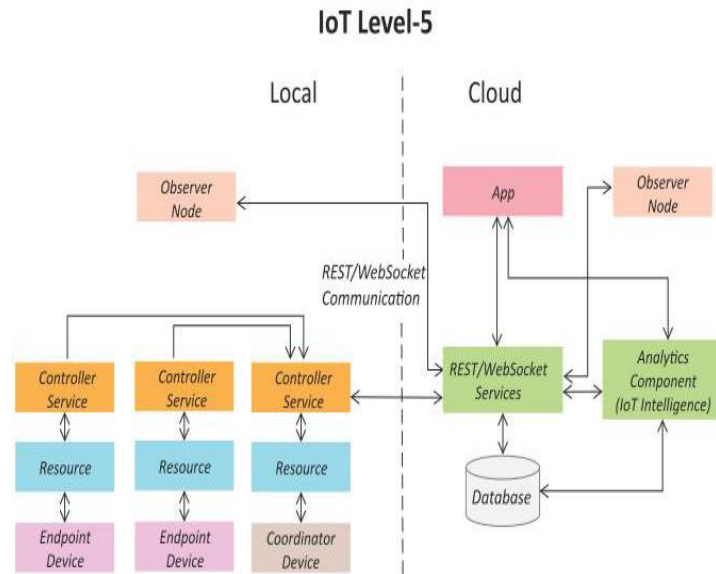 IoT Level-5
Local
Cloud
Observer
Node
App
Observer
Node
REST/WebSocket
Communication
Controller
Service
Controller
Service
Controller
Service
REST/WebSocket
Services
Analytics
Component
(IoT Intelligence)
Resource
Resource
Resource
Database
Endpoint
Device
Endpoint
Device
Coordinator
Device